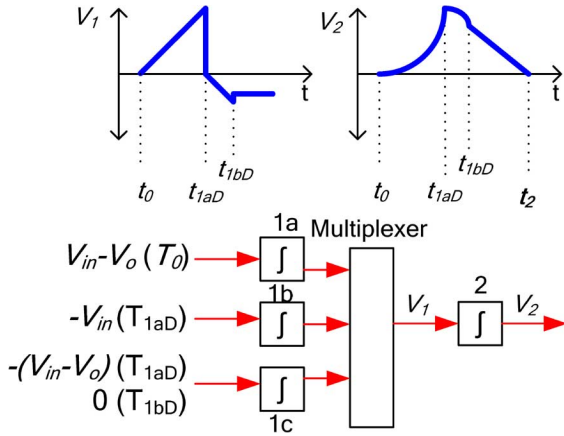 V1
t
t0
t1aD
t1bD
V2
t
t0
t1aD
t1bD
t2
1a
Multiplexer
Vin-Vo (T0)
∫
1b
-Vin (T1aD)
∫
V1
2
∫
V2
-(Vin-Vo) (T1aD)
0 (T1bD)
∫
1c